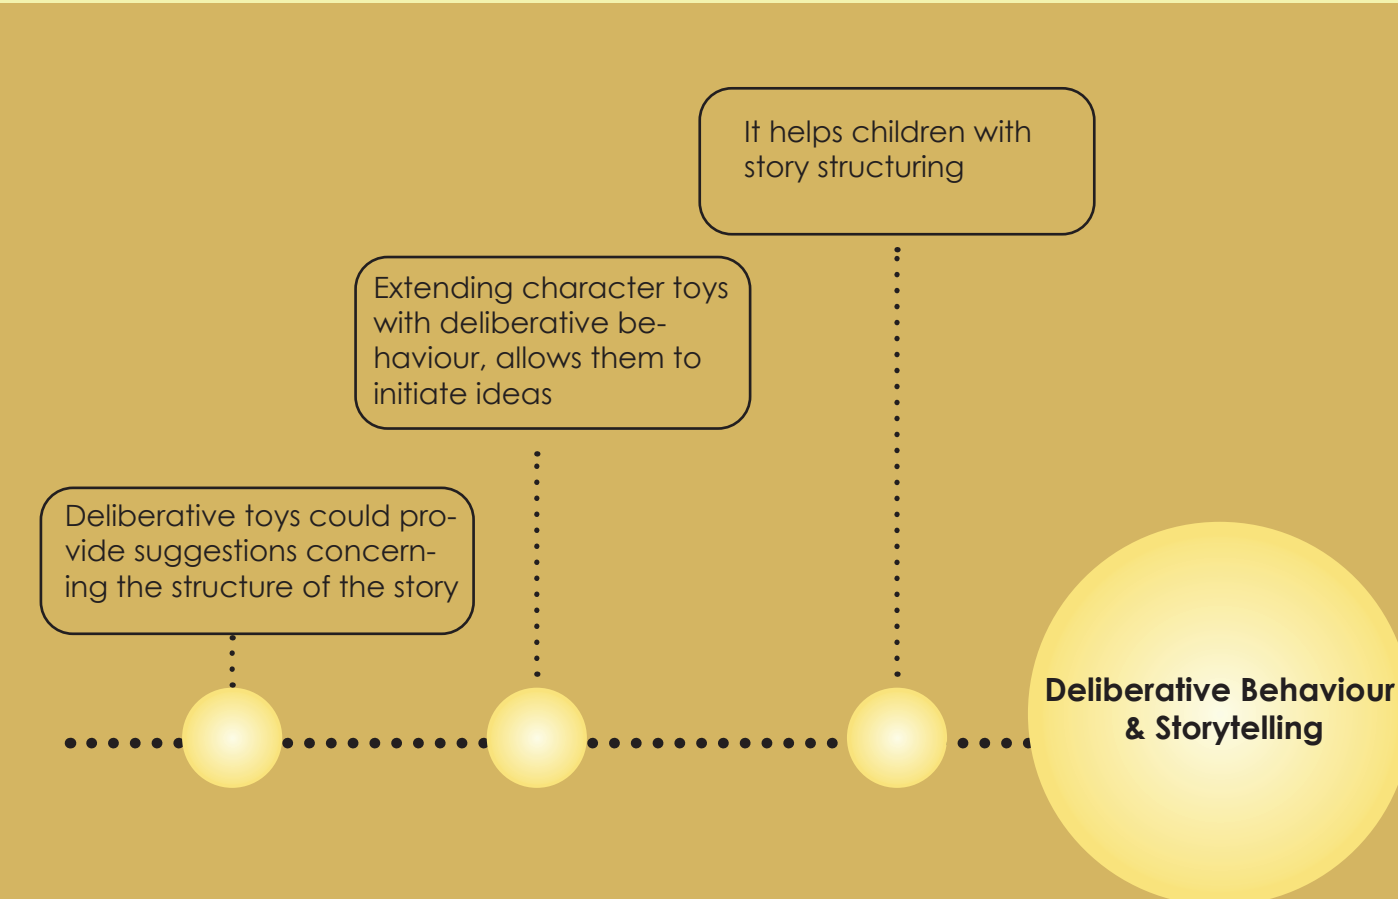 It helps children with
story structuring
Extending character toys
with deliberative be-
haviour, allows them to
initiate ideas
Deliberative toys could pro-
vide suggestions concern-
ing the structure of the story
Deliberative Behaviour
& Storytelling